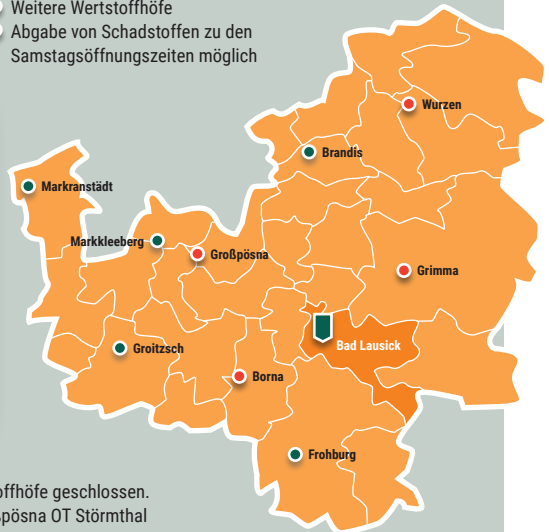 Weitere Wertstoffhöfe
Abgabe von Schadstoffen zu den
Samstagsöffnungszeiten möglich
Wurzen
Brandis
Markranstädt
Markkleeberg
Großpösna
Grimma
Bad Lausick
Groitzsch
Borna
Frohburg
offhöfe geschlossen.
pösna OT Störmthal